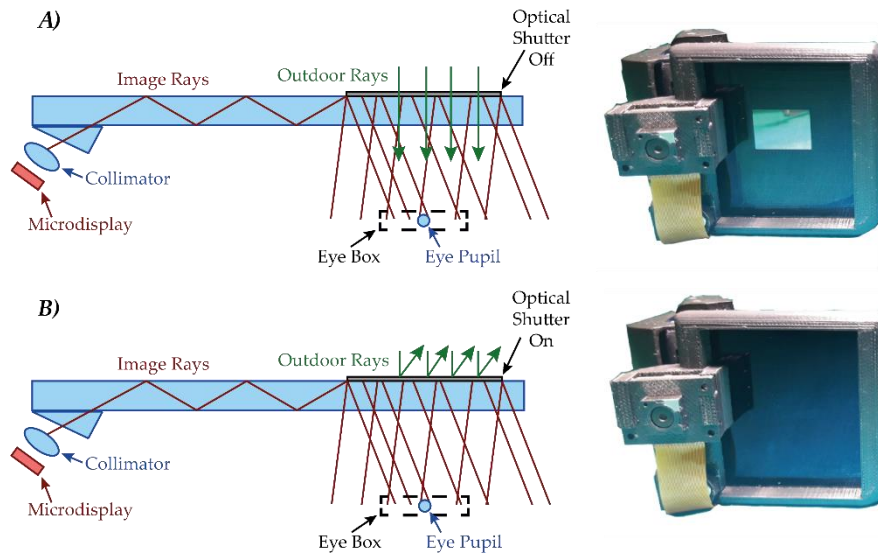 A)
Optical
Shutter
Off
Image Rays
Outdoor Rays
Collimator
Microdisplay
Eye Box
Eye Pupil
B)
Optical
Shutter
On
Image Rays
Outdoor Rays
Collimator
Microdisplay
Eye Box
Eye Pupil